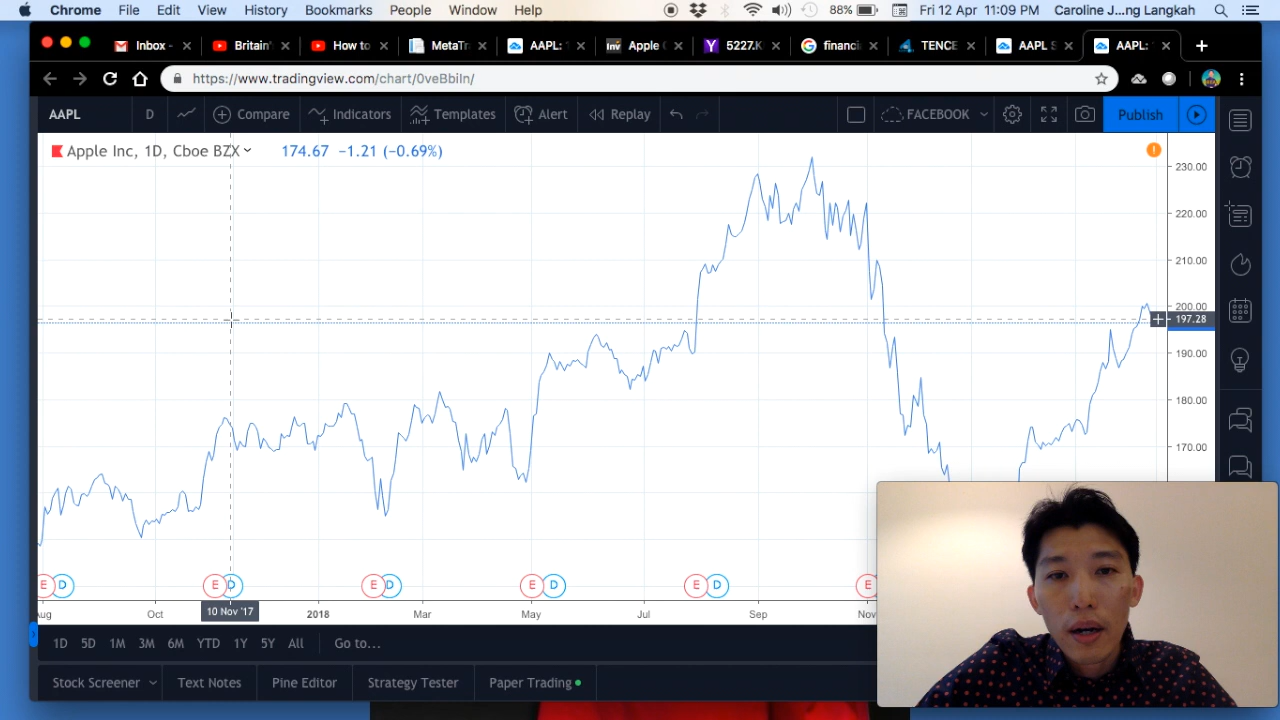 Chrome File Edit View History Bookmarks People Window Help 88% Fri 12 Apr 11:09 PM Caroline J...ng Langkah
Inbox - Britain' How to MetaTra AAPL: Apple 5227.K financia TENCE AAPL S AAPL:
https://www.tradingview.com/chart/0veBbiln/
AAPL D Compare Indicators Templates Alert Replay FACEBOOK Publish
Apple Inc, 1D, Cboe BZX 174.67 −1.21 (−0.69%)
230.00
220.00
210.00
200.00
197.28
190.00
180.00
170.00
E D E D E D E D E D E
Aug Oct 10 Nov '17 2018 Mar May Jul Sep Nov
1D 5D 1M 3M 6M YTD 1Y 5Y All Go to...
Stock Screener Text Notes Pine Editor Strategy Tester Paper Trading